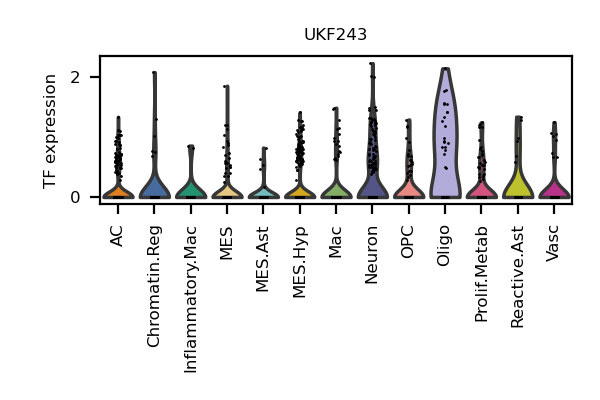 UKF243
TF expression
2
0
AC
Chromatin.Reg
Inflammatory.Mac
MES
MES.Ast
MES.Hyp
Mac
Neuron
OPC
Oligo
Prolif.Metab
Reactive.Ast
Vasc